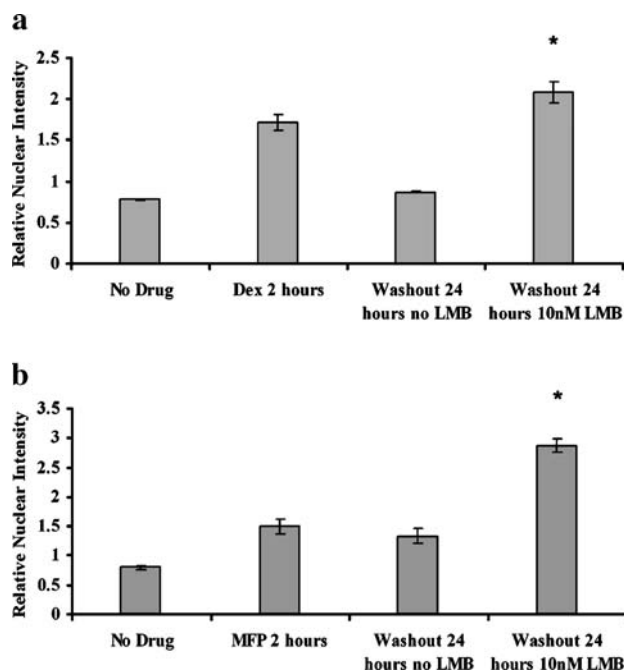 a
*
2.5
2
1.5
1
0.5
0
Relative Nuclear Intensity
No Drug
Dex 2 hours
Washout 24
hours no LMB
Washout 24
hours 10nM LMB
b
*
3.5
3
2.5
2
1.5
1
0.5
0
Relative Nuclear Intensity
No Drug
MFP 2 hours
Washout 24
hours no LMB
Washout 24
hours 10nM LMB